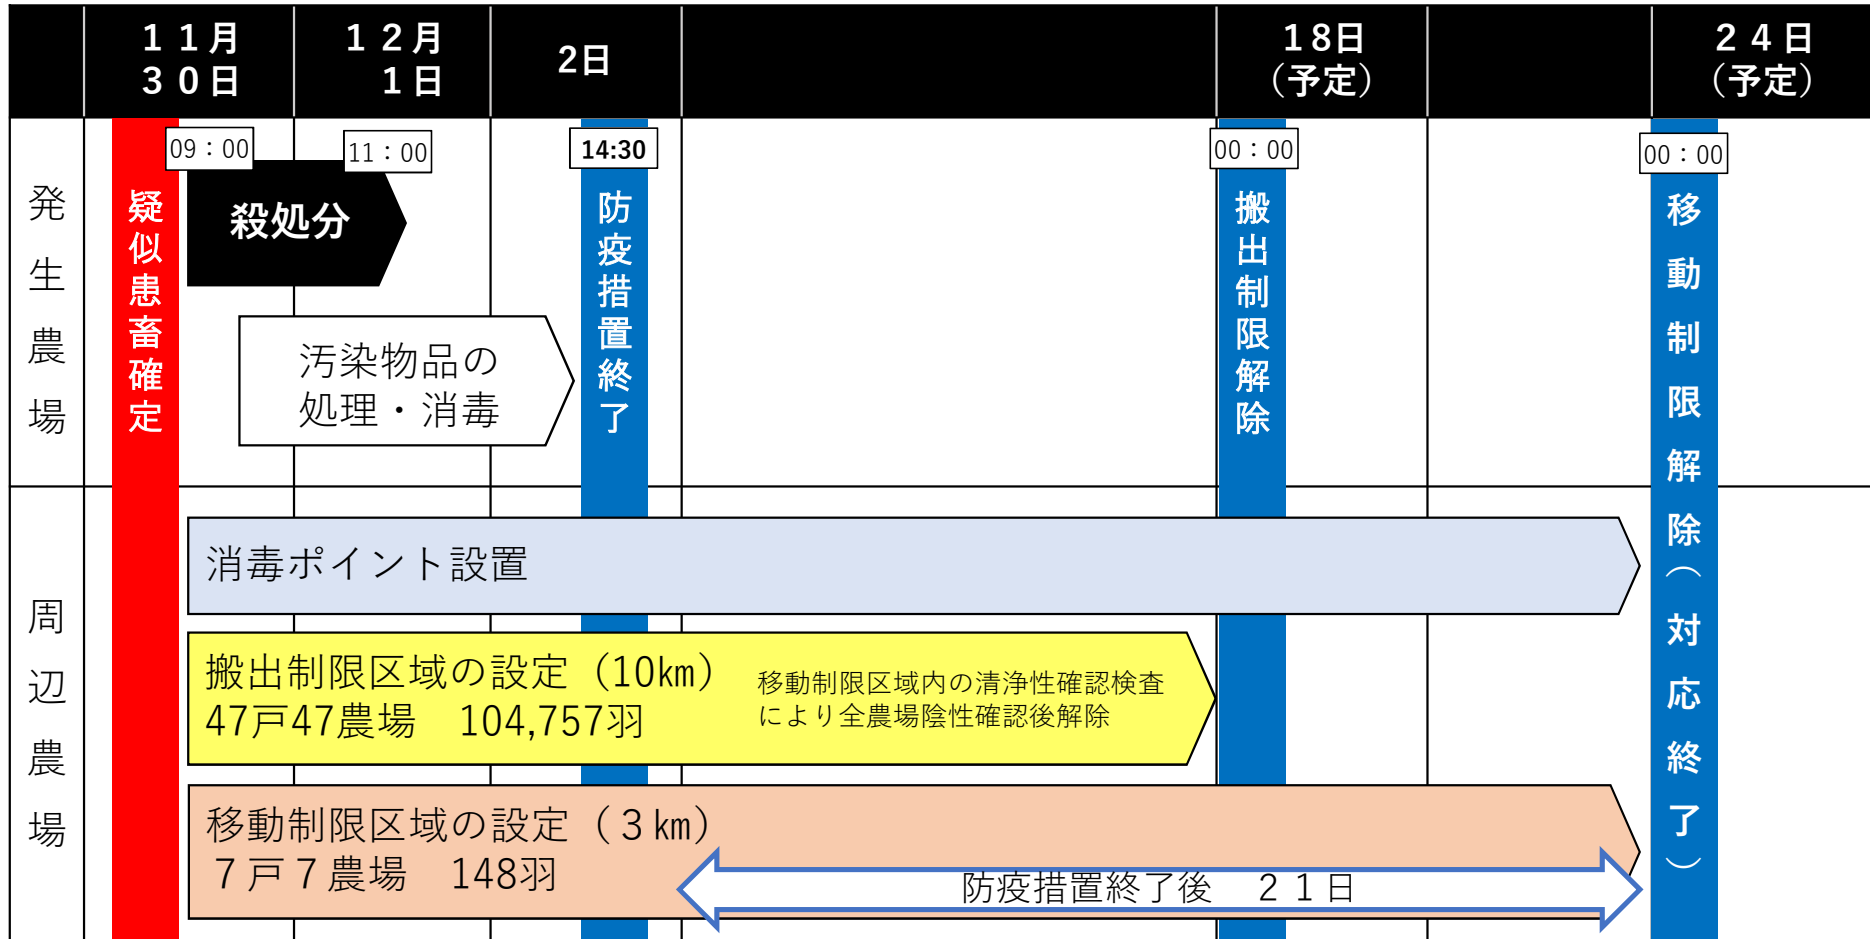 １１月
３０日
１２月
１日
2日
18日
（予定）
２４日
（予定）
発生農場
疑似患畜確定
09：00
殺処分
11：00
汚染物品の
処理・消毒
14:30
防疫措置終了
00：00
搬出制限解除
00：00
移動制限解除（対応終了）
周辺農場
消毒ポイント設置
搬出制限区域の設定（10㎞）
47戸47農場　104,757羽
移動制限区域内の清浄性確認検査
により全農場陰性確認後解除
移動制限区域の設定（３㎞）
７戸７農場　148羽
防疫措置終了後　２１日